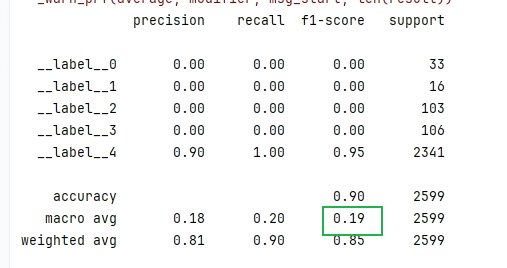 _warn_prf(average, modifier, msg_start, len(result))
precision recall f1-score support
__label__0 0.00 0.00 0.00 33
__label__1 0.00 0.00 0.00 16
__label__2 0.00 0.00 0.00 103
__label__3 0.00 0.00 0.00 106
__label__4 0.90 1.00 0.95 2341
accuracy 0.90 2599
macro avg 0.18 0.20 0.19 2599
weighted avg 0.81 0.90 0.85 2599